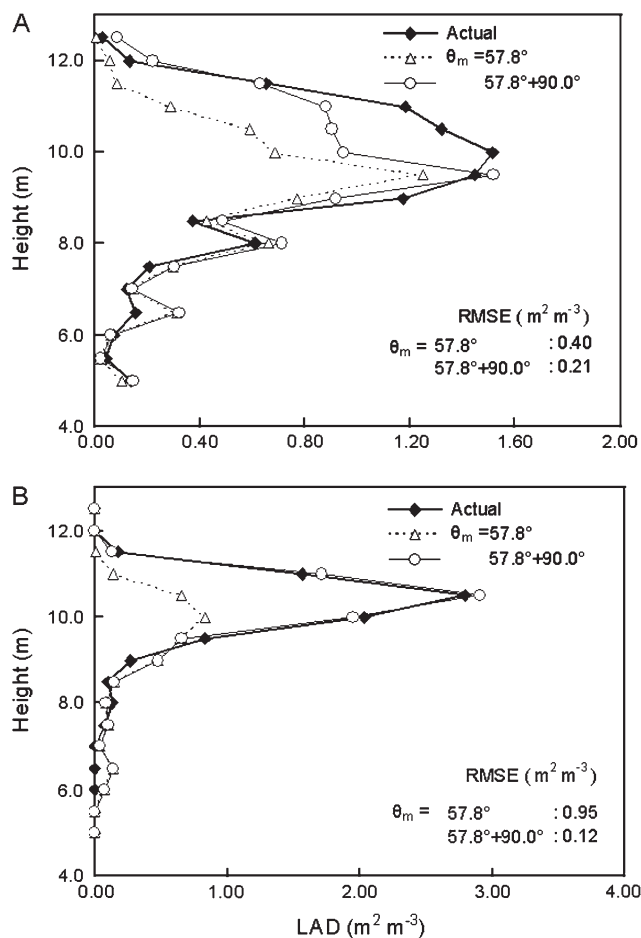 A
Actual
θm =57.8°
57.8°+90.0°
12.0
10.0
8.0
6.0
4.0
Height (m)
RMSE ( m² m⁻³)
θm = 57.8° : 0.40
57.8°+90.0° : 0.21
0.00 0.40 0.80 1.20 1.60 2.00
B
Actual
θm =57.8°
57.8°+90.0°
12.0
10.0
8.0
6.0
4.0
Height (m)
RMSE ( m² m⁻³)
θm = 57.8° : 0.95
57.8°+90.0° : 0.12
0.00 1.00 2.00 3.00 4.00
LAD (m² m⁻³)